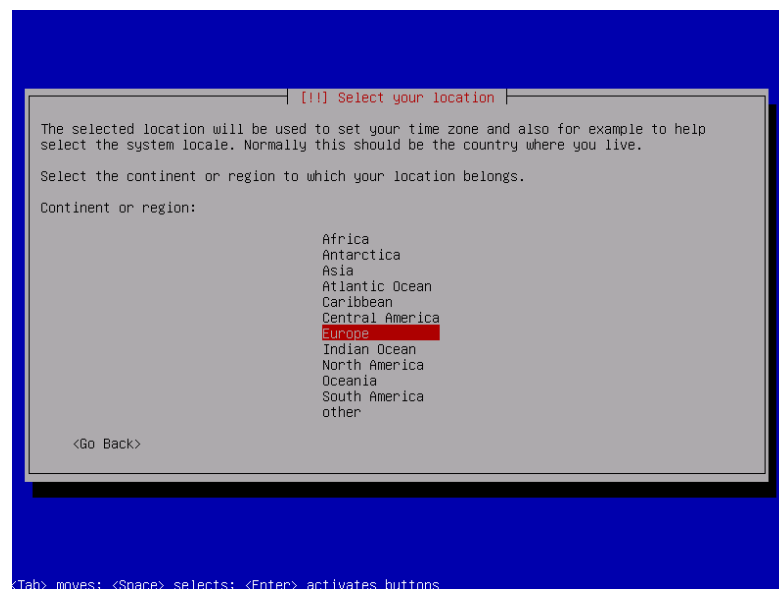 [!!] Select your location
The selected location will be used to set your time zone and also for example to help
select the system locale. Normally this should be the country where you live.
Select the continent or region to which your location belongs.
Continent or region:
Africa
Antarctica
Asia
Atlantic Ocean
Caribbean
Central America
Europe
Indian Ocean
North America
Oceania
South America
other
<Go Back>
<Tab> moves; <Space> selects; <Enter> activates buttons